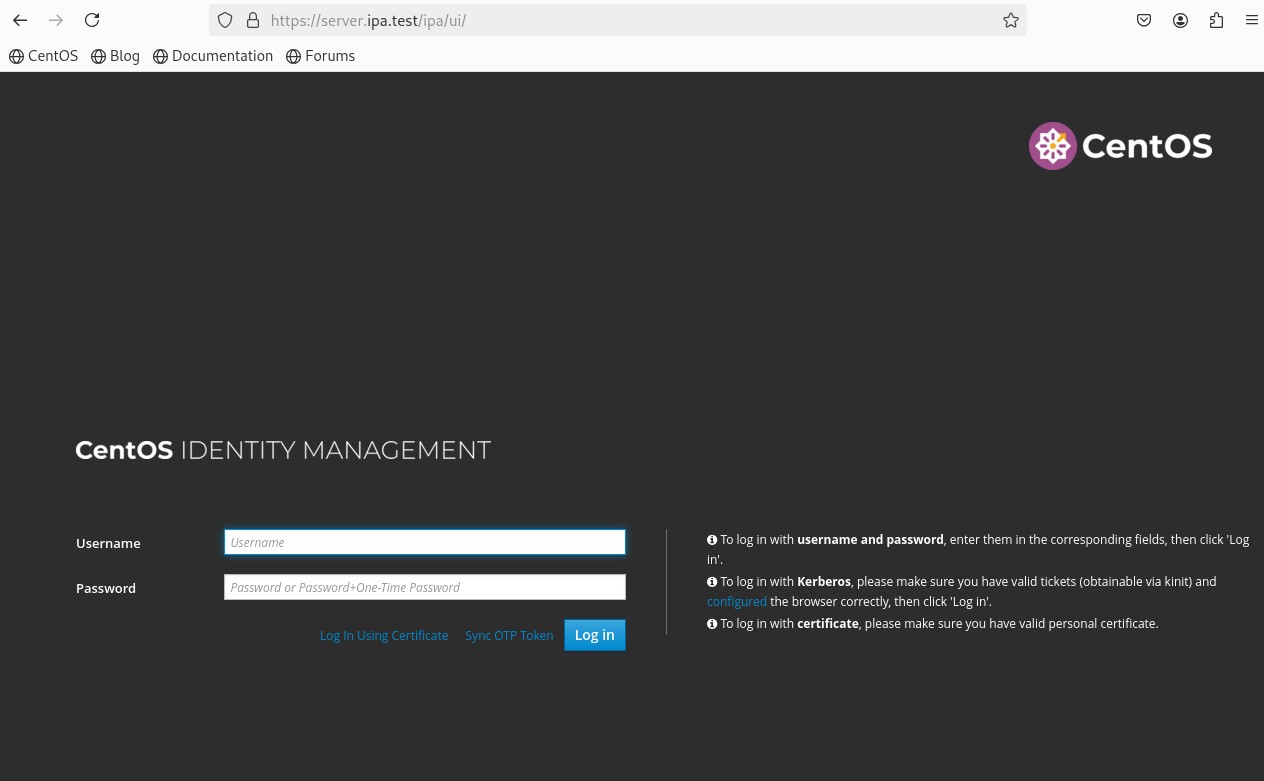 https://server.ipa.test/ipa/ui/
CentOS Blog Documentation Forums
CentOS
CentOS IDENTITY MANAGEMENT
Username
Username
Password
Password or Password+One-Time Password
Log In Using Certificate Sync OTP Token Log in
To log in with username and password, enter them in the corresponding fields, then click 'Log
in'.
To log in with Kerberos, please make sure you have valid tickets (obtainable via kinit) and
configured the browser correctly, then click 'Log in'.
To log in with certificate, please make sure you have valid personal certificate.